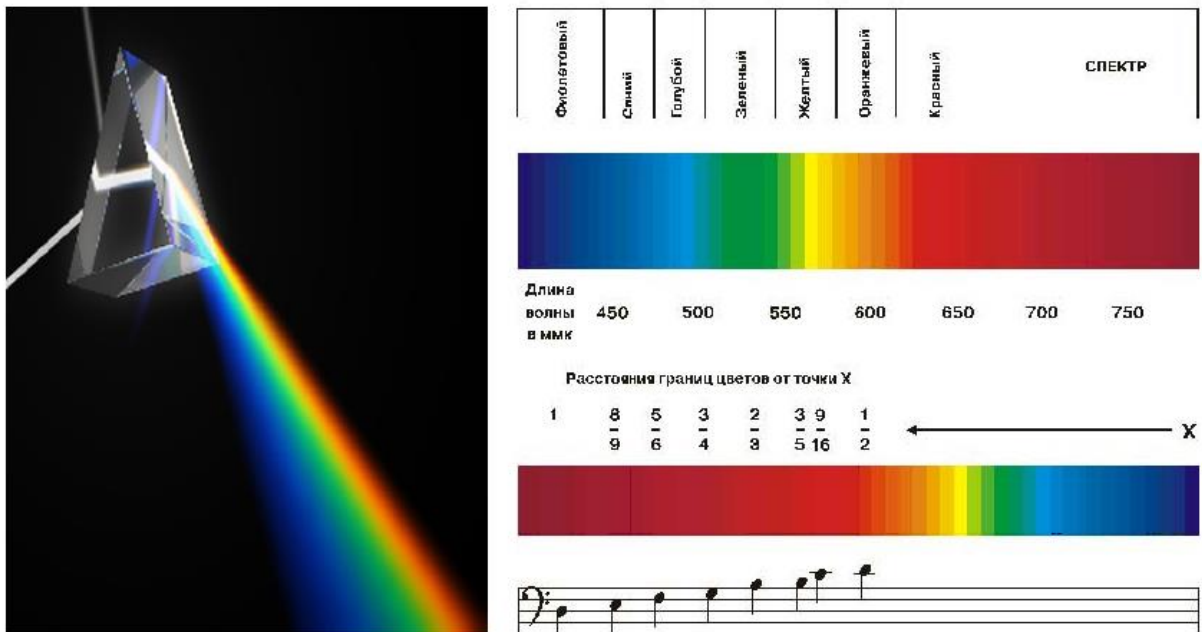 Фиолетовый
Синий
Голубой
Зеленый
Желтый
Оранжевый
Красный
СПЕКТР
Длина
волны 450 500 550 600 650 700 750
в ммк
Расстояния границ цветов от точки X
1 8 5 3 2 3 9 1
9 6 4 3 5 16 2
X